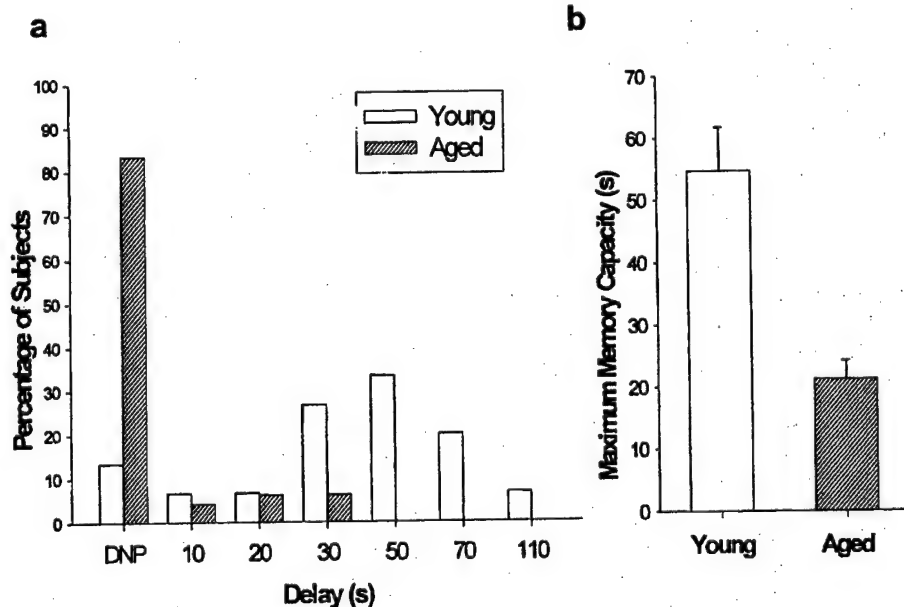 a
Percentage of Subjects
100
90
80
70
60
50
40
30
20
10
0
Young
Aged
DNP 10 20 30 50 70 110
Delay (s)
b
Maximum Memory Capacity (s)
70
60
50
40
30
20
10
0
Young Aged